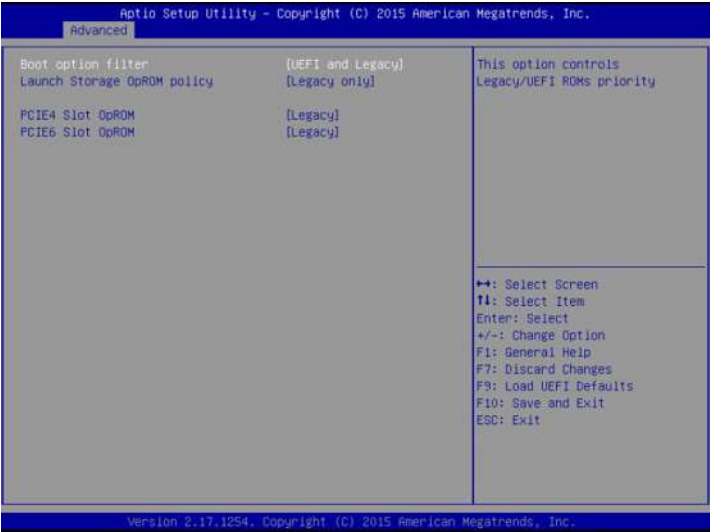 Aptio Setup Utility - Copyright (C) 2015 American Megatrends, Inc.
Advanced
Boot option filter [UEFI and Legacy]
Launch Storage OpROM policy [Legacy only]
PCIE4 Slot OpROM [Legacy]
PCIE6 Slot OpROM [Legacy]
This option controls
Legacy/UEFI ROMs priority
→←: Select Screen
↑↓: Select Item
Enter: Select
+/-: Change Option
F1: General Help
F7: Discard Changes
F9: Load UEFI Defaults
F10: Save and Exit
ESC: Exit
Version 2.17.1254. Copyright (C) 2015 American Megatrends, Inc.